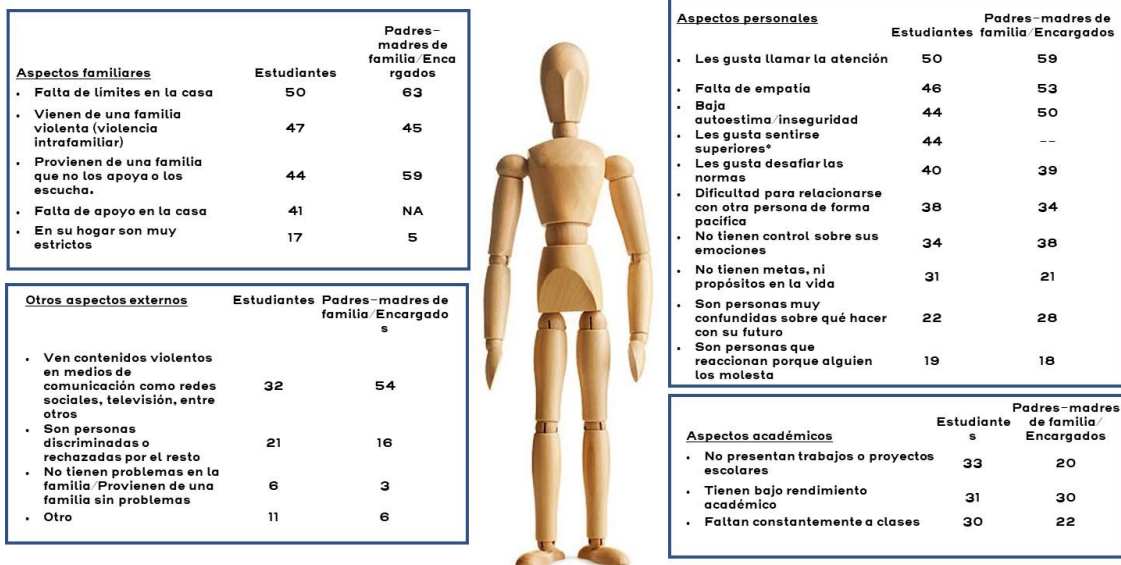 Aspectos familiares Estudiantes Padres-madres de familia/Encargados
• Falta de límites en la casa 50 63
• Vienen de una familia
violenta (violencia 47 45
intrafamiliar)
• Provienen de una familia
que no los apoya o los 44 59
escucha.
• Falta de apoyo en la casa 41 NA
• En su hogar son muy 17 5
estrictos
Otros aspectos externos Estudiantes Padres-madres de
familia/Encargado
s
• Ven contenidos violentos
en medios de
comunicación como redes 32 54
sociales, televisión, entre
otros
• Son personas
discriminadas o 21 16
rechazadas por el resto
• No tienen problemas en la
familia/Provienen de una 6 3
familia sin problemas
• Otro 11 6
Aspectos personales Padres-madres de
Estudiantes familia/Encargados
• Les gusta llamar la atención 50 59
• Falta de empatía 46 53
• Baja
autoestima/inseguridad 44 50
• Les gusta sentirse
superiores* 44 --
• Les gusta desafiar las
normas 40 39
• Dificultad para relacionarse
con otra persona de forma 38 34
pacífica
• No tienen control sobre sus
emociones 34 38
• No tienen metas, ni
propósitos en la vida 31 21
• Son personas muy
confundidas sobre qué hacer 22 28
con su futuro
• Son personas que
reaccionan porque alguien 19 18
los molesta
Padres-madres
Estudiante de familia/
Aspectos académicos s Encargados
• No presentan trabajos o proyectos
escolares 33 20
• Tienen bajo rendimiento
académico 31 30
• Faltan constantemente a clases 30 22